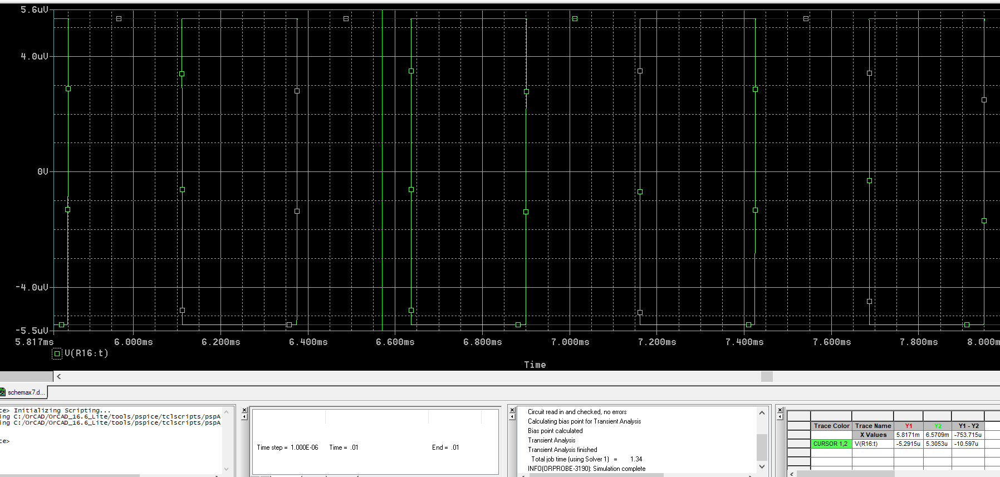 5.6uV
4.0uV
0V
-4.0uV
-5.5uV
5.817ms 6.000ms 6.200ms 6.400ms 6.600ms 6.800ms 7.000ms 7.200ms 7.400ms 7.600ms 7.800ms 8.000m
V(R16:t)
Time
schemax7.d...
ce> Initializing Scripting...
ing C:/OrCAD/OrCAD_16.6_Lite/tools/pspice/tclscripts/pspA
ing C:/OrCAD/OrCAD_16.6_Lite/tools/pspice/tclscripts/pspA
ce>
Time step = 1.000E-06 Time = .01 End = .01
Circuit read in and checked, no errors
Calculating bias point for Transient Analysis
Bias point calculated
Transient Analysis
Transient Analysis finished
Total job time (using Solver 1) = 1.34
INFO(ORPROBE-3190): Simulation complete
Trace Color Trace Name Y1 Y2 Y1 - Y2
X Values 5.8171m 6.5709m -753.715u
CURSOR 1,2 V(R16:t) -5.2915u 5.3053u -10.597u